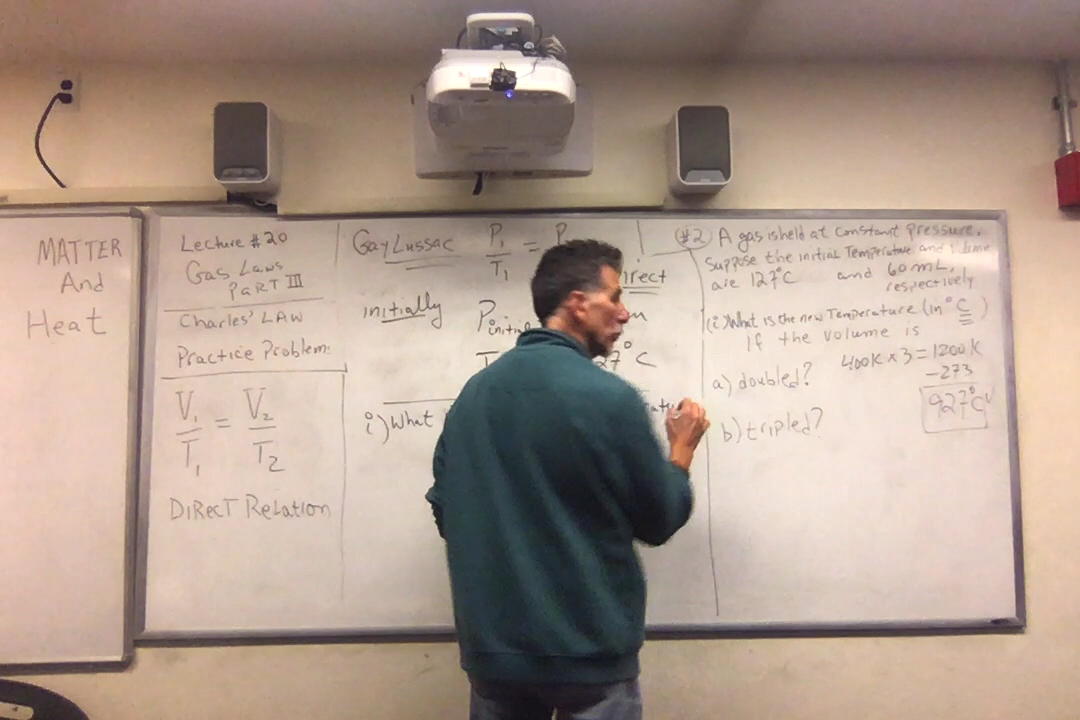 MATTER
And
Heat
Lecture #20
Gas Laws
PART III
Charles' LAW
Practice Problem:
V₁ = V₂
T₁ T₂
DIRECT RELATION
Gay Lussac
P₁ = P
T₁
irect
initially
P initial
T 27°C
i) What
#2 A gas is held at Constant Pressure.
Suppose the initial Temperature and
are 127°C and 60 mL,
respectively
(i) What is the new Temperature (in °C)
If the volume is
400K × 3 = 1200K
-273
a) doubled?
927°C
b) tripled?